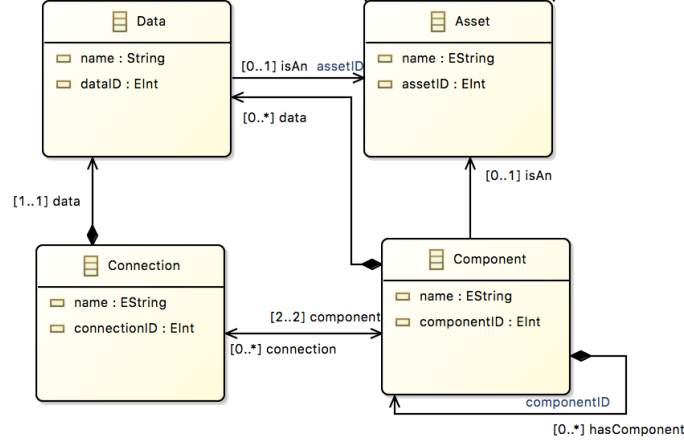 Data
name : String
dataID : EInt
Asset
name : EString
assetID : EInt
[0..1] isAn assetID
[0..*] data
[0..1] isAn
[1..1] data
Connection
name : EString
connectionID : EInt
Component
name : EString
componentID : EInt
[2..2] component
[0..*] connection
componentID
[0..*] hasComponent